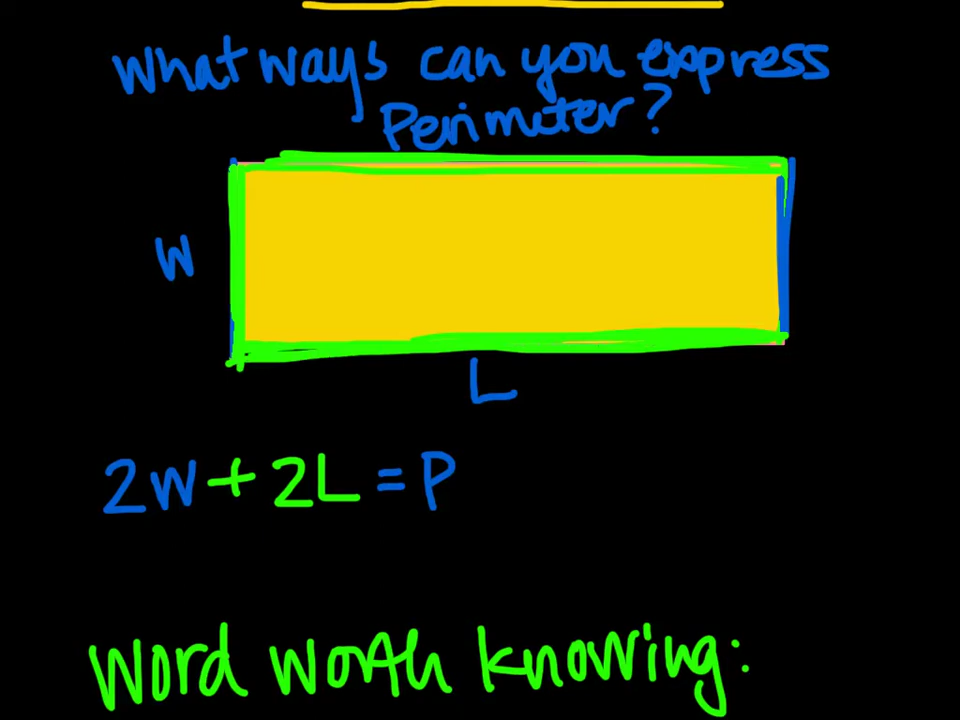 What ways can you express
Perimeter?
W
L
2W + 2L = P
Word worth knowing: